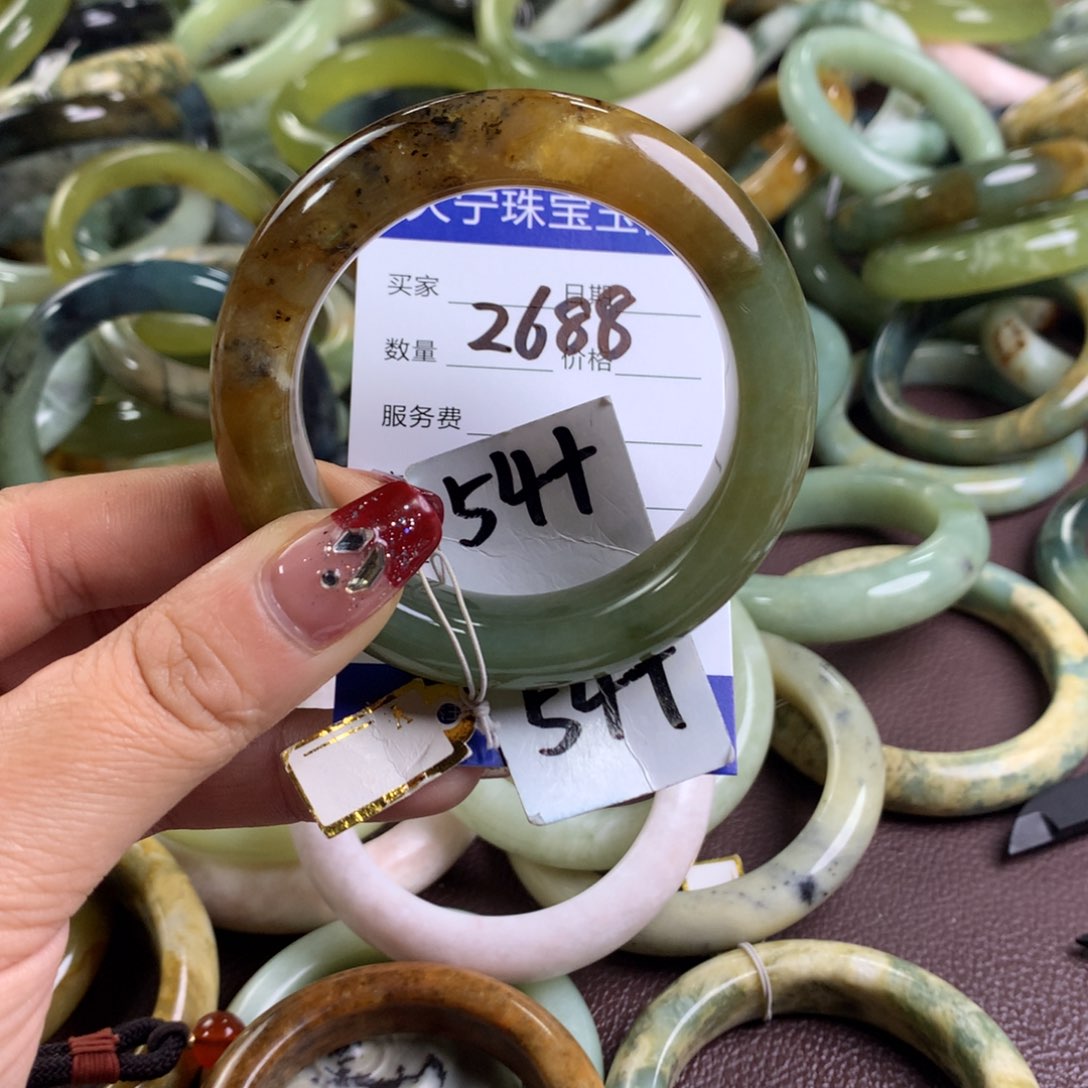 宁珠宝玉
买家 日期
2688
数量 价格
服务费
54t
54T